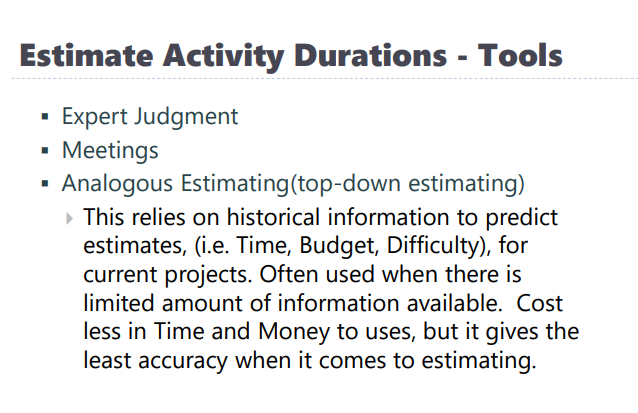 Estimate Activity Durations - Tools
Expert Judgment
Meetings
Analogous Estimating(top-down estimating)
This relies on historical information to predict
estimates, (i.e. Time, Budget, Difficulty), for
current projects. Often used when there is
limited amount of information available.  Cost
less in Time and Money to uses, but it gives the
least accuracy when it comes to estimating.